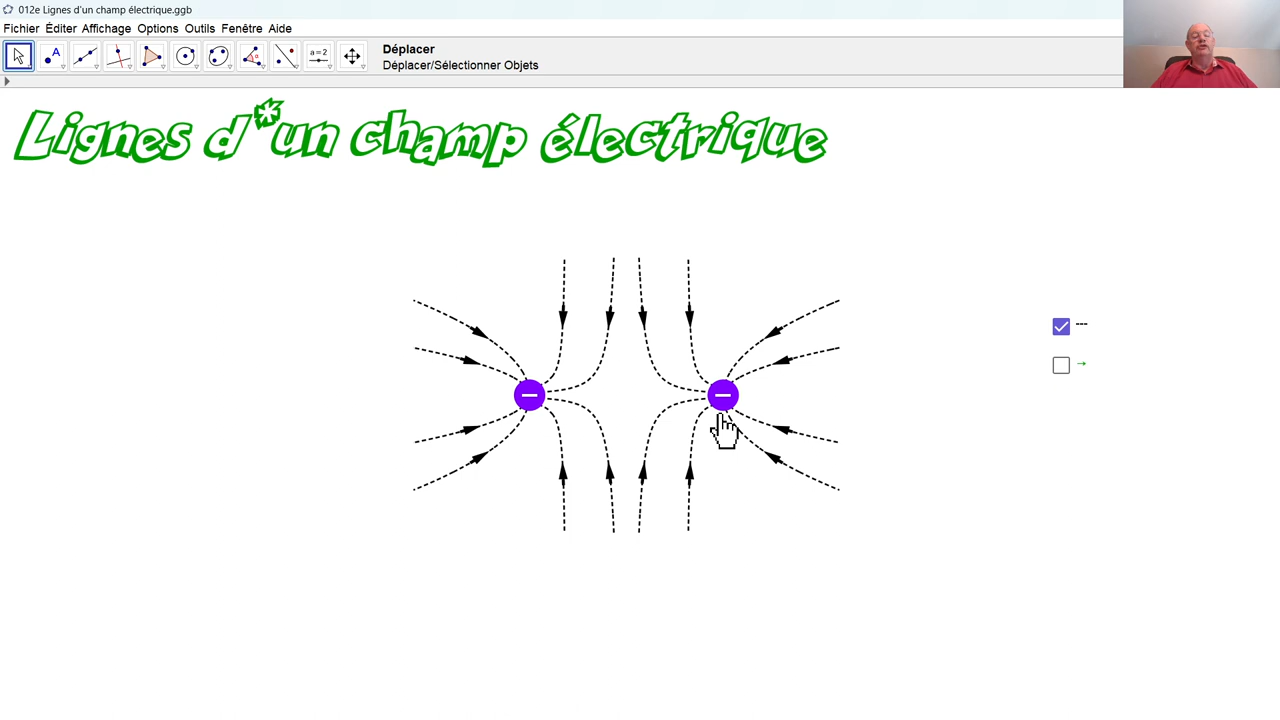 012e Lignes d'un champ électrique.ggb
Fichier Éditer Affichage Options Outils Fenêtre Aide
A
a=2
Déplacer
Déplacer/Sélectionner Objets
Lignes d'un champ électrique
---
→
− −